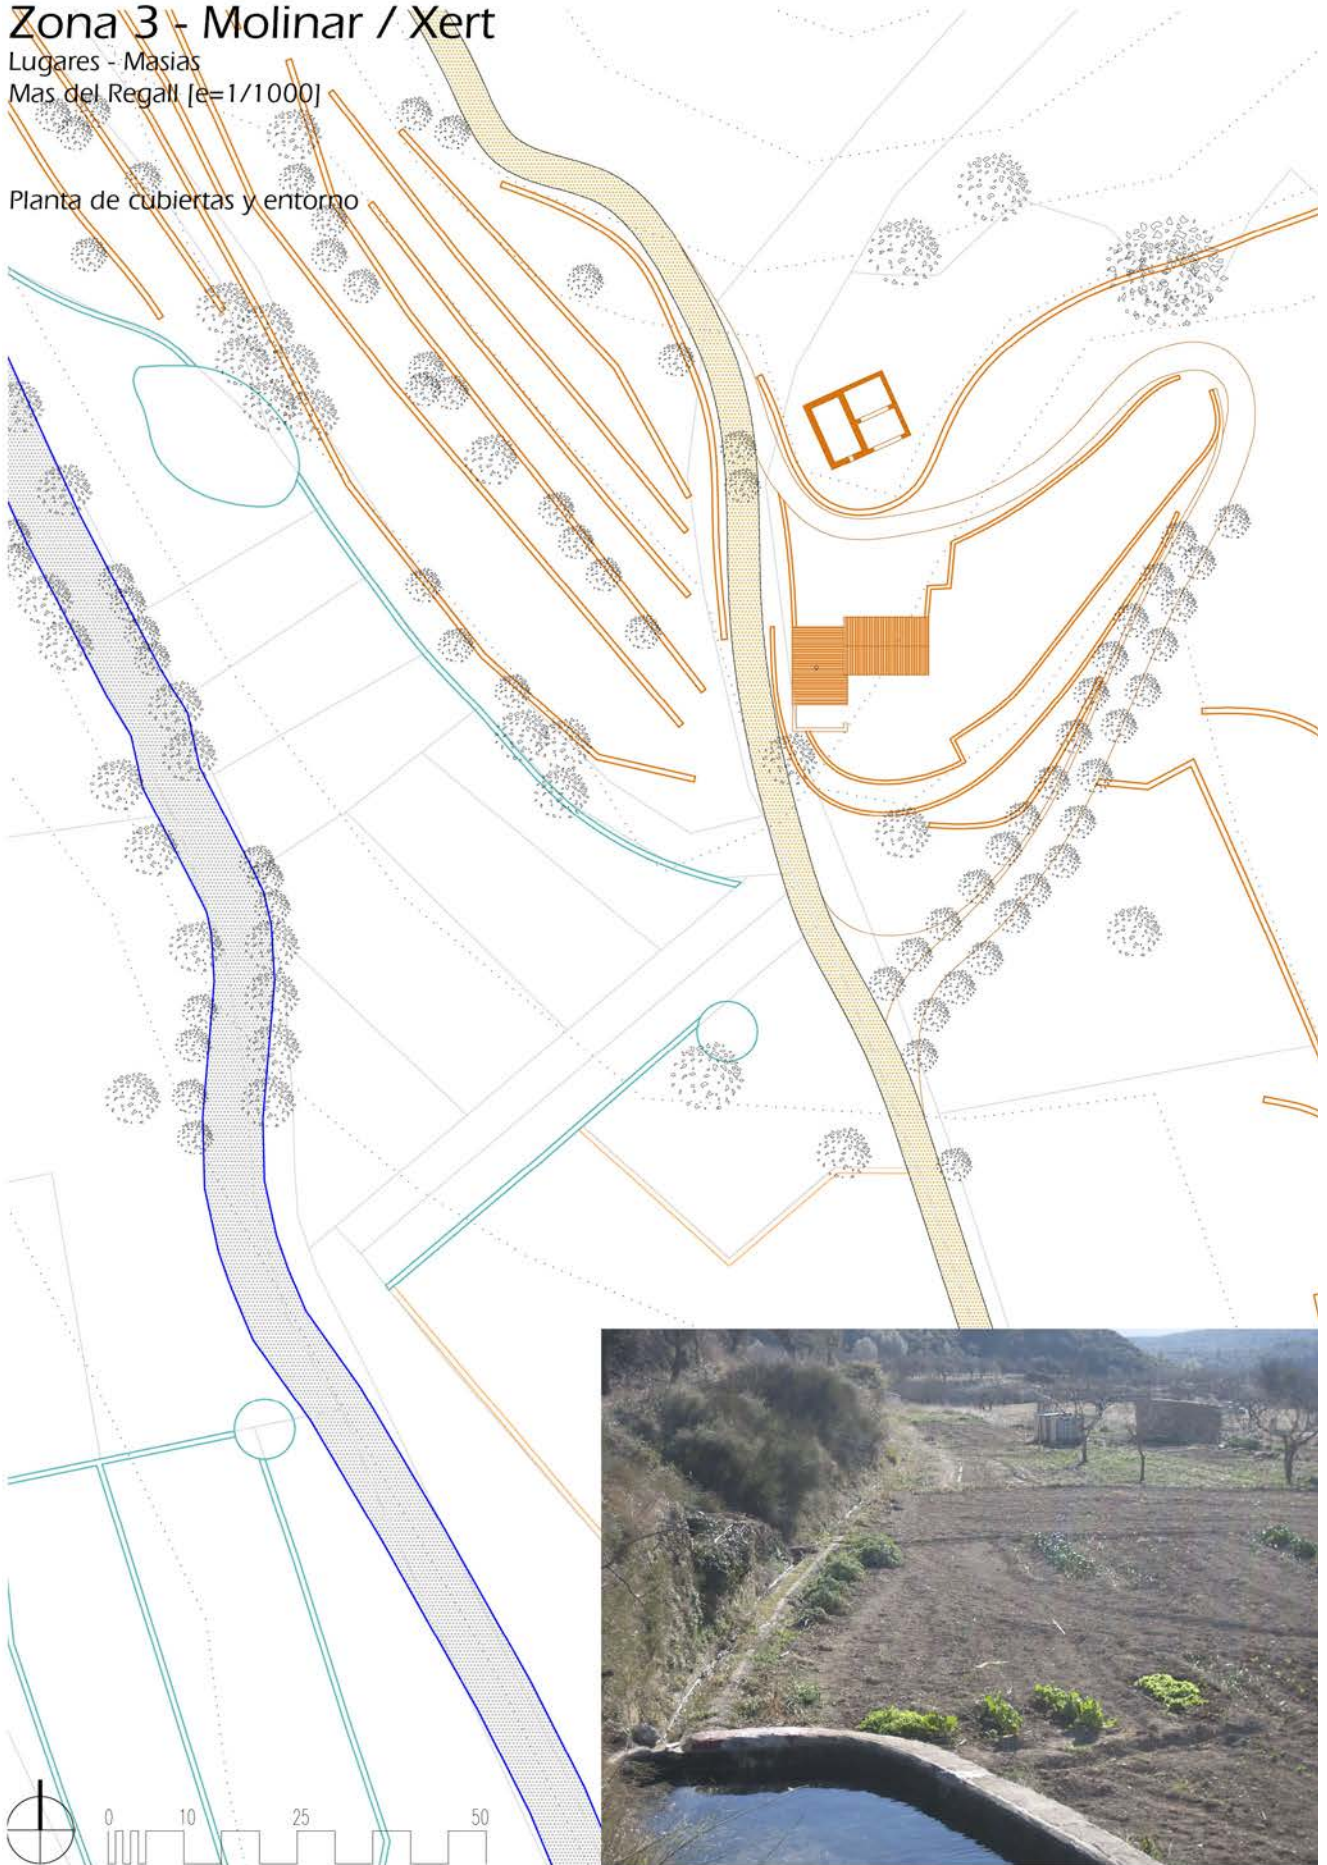 Zona 3 - Molinar / Xert
Lugares - Masias
Mas del Regall [e=1/1000]
Planta de cubiertas y entorno
0 10 25 50